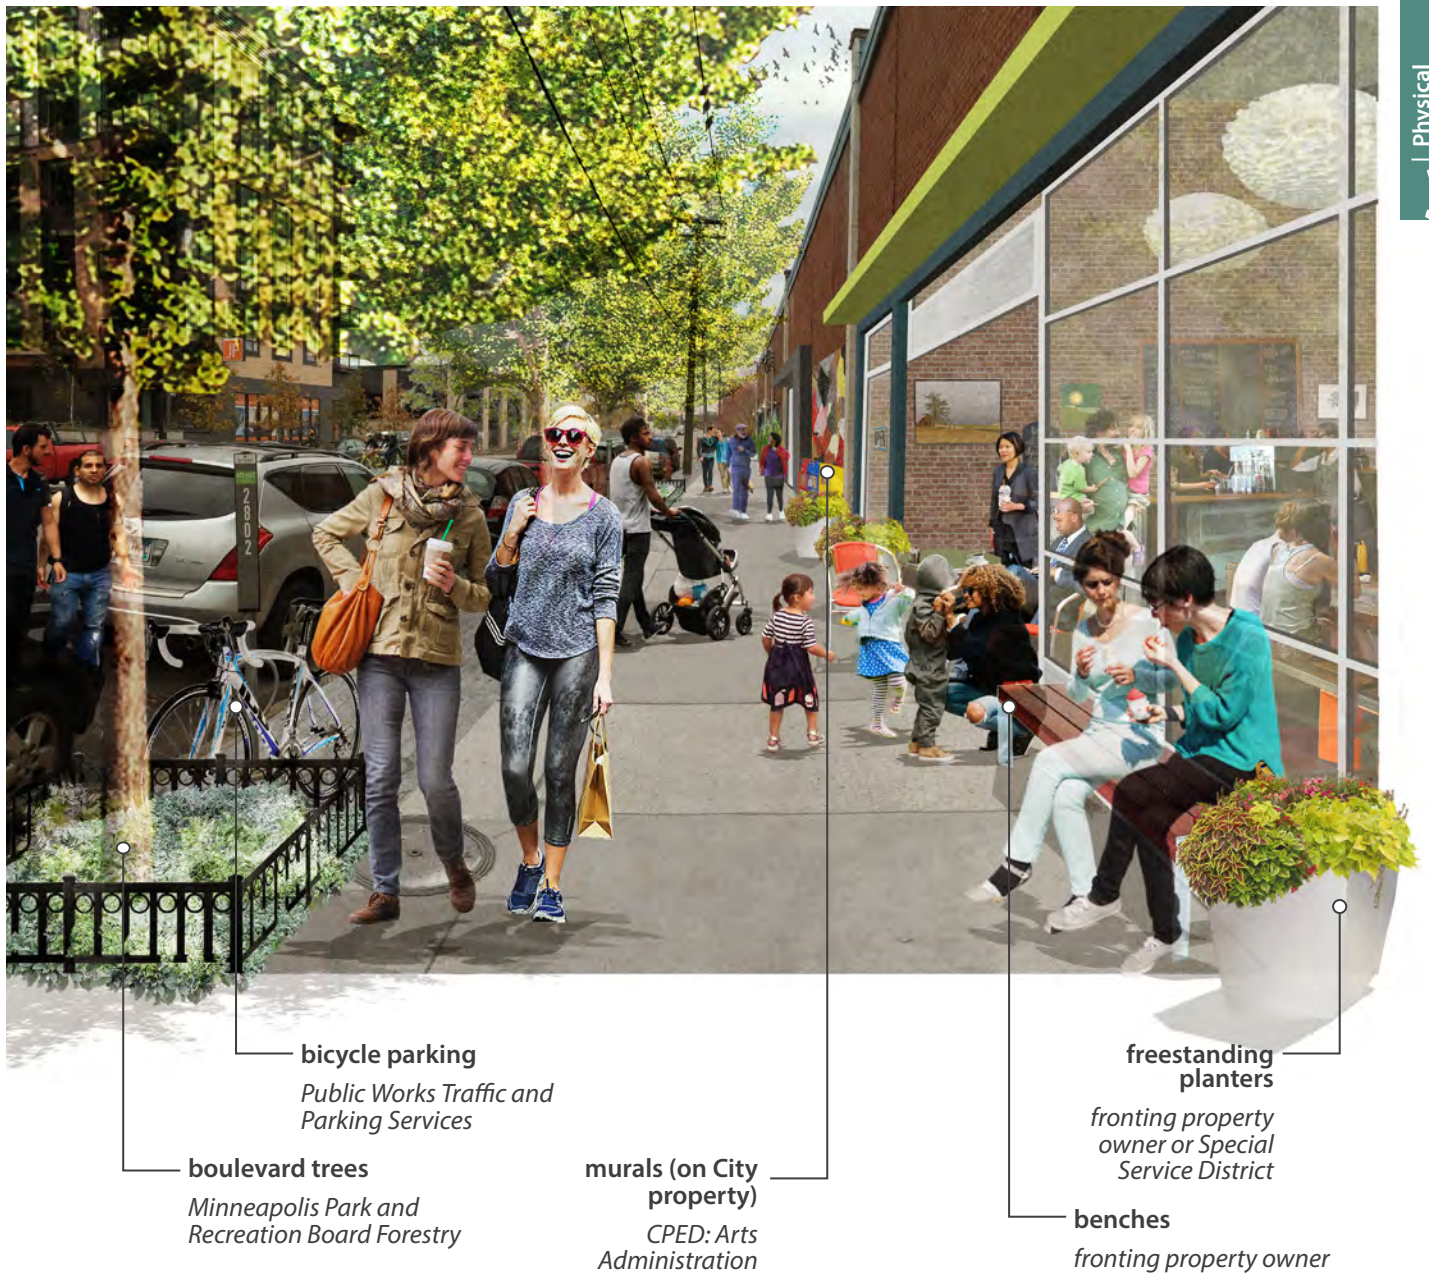 Physical
JP
2802
bicycle parking
Public Works Traffic and
Parking Services
boulevard trees
Minneapolis Park and
Recreation Board Forestry
murals (on City
property)
CPED: Arts
Administration
freestanding
planters
fronting property
owner or Special
Service District
benches
fronting property owner